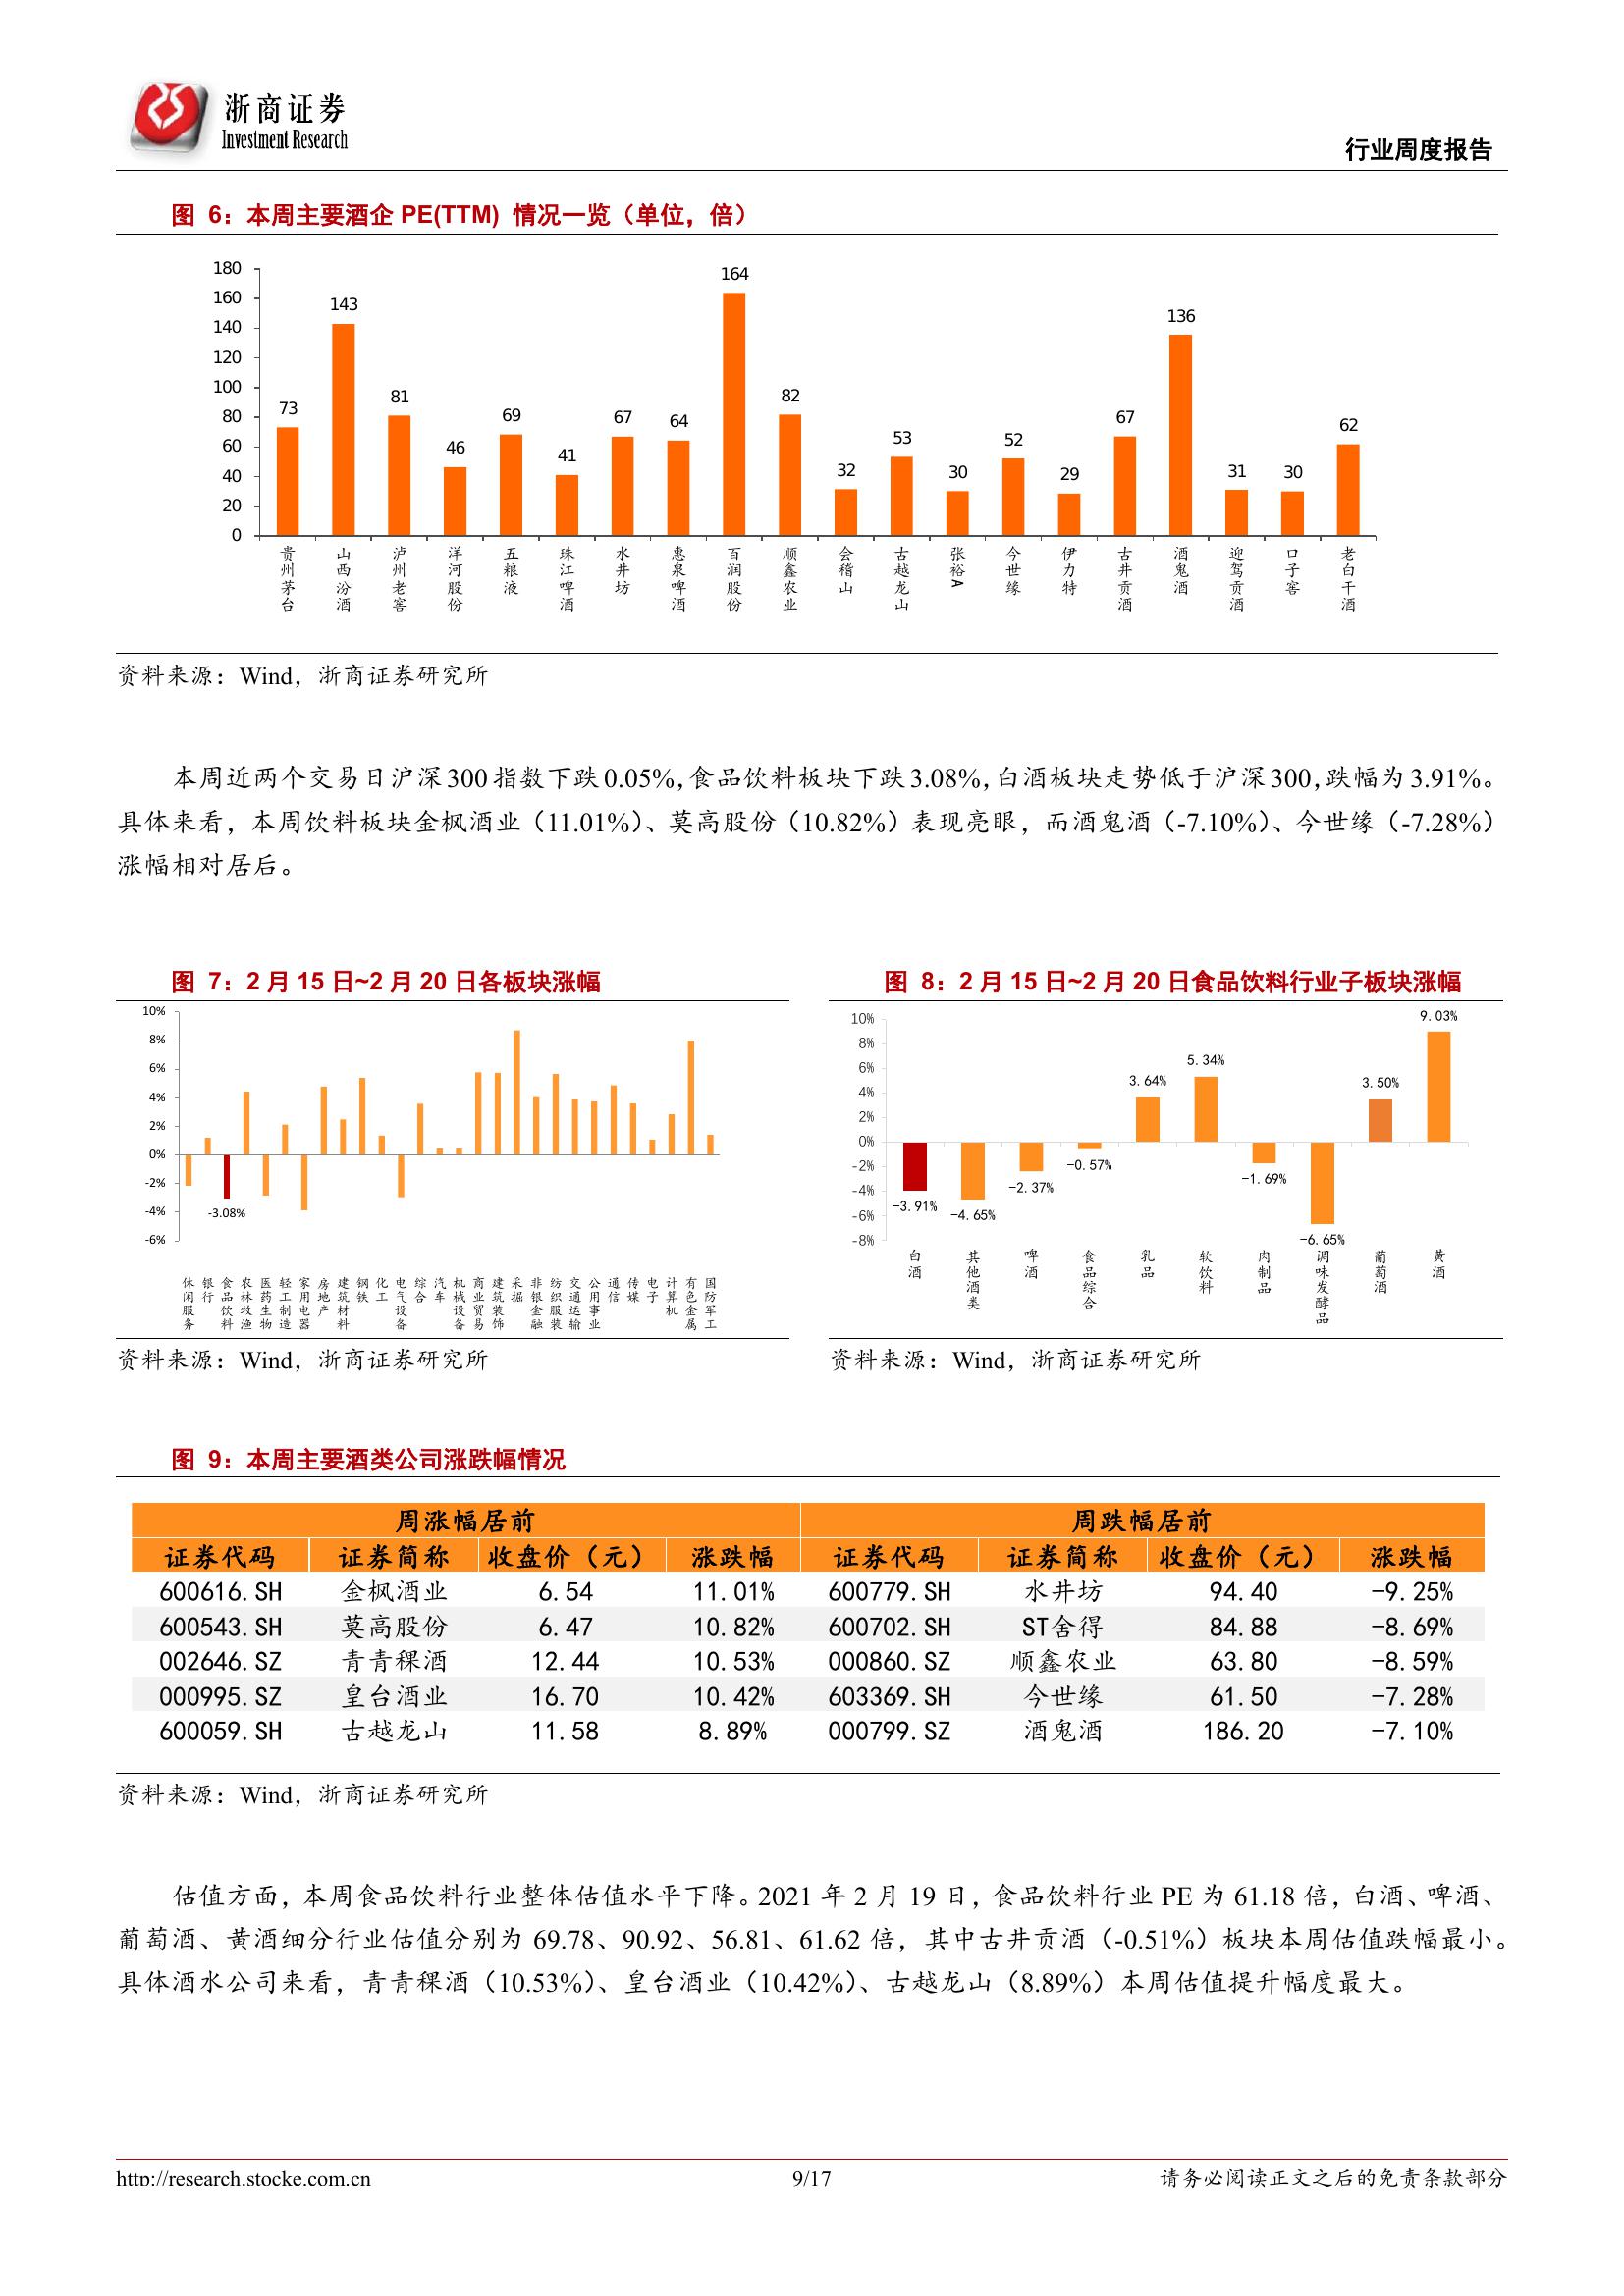 浙商证券
Investment Research
行业周度报告
图 6：本周主要酒企 PE(TTM) 情况一览（单位，倍）
180
160
140
120
100
80
60
40
20
0
73
143
81
46
69
41
67
64
164
82
32
53
30
52
29
67
136
31
30
62
贵州茅台
山西汾酒
泸州老窖
洋河股份
五粮液
珠江啤酒
水井坊
惠泉啤酒
百润股份
顺鑫农业
会稽山
古越龙山
张裕A
今世缘
伊力特
古井贡酒
酒鬼酒
迎驾贡酒
口子窖
老白干酒
资料来源：Wind，浙商证券研究所
本周近两个交易日沪深 300 指数下跌 0.05%，食品饮料板块下跌 3.08%，白酒板块走势低于沪深 300，跌幅为 3.91%。
具体来看，本周饮料板块金枫酒业（11.01%）、莫高股份（10.82%）表现亮眼，而酒鬼酒（-7.10%）、今世缘（-7.28%）
涨幅相对居后。
图 7：2 月 15 日~2 月 20 日各板块涨幅
10%
8%
6%
4%
2%
0%
-2%
-4%
-6%
-3.08%
休闲服务
银行
食品饮料
农林牧渔
医药生物
轻工制造
家用电器
房地产
建筑材料
钢铁
化工
电气设备
综合
汽车
机械设备
商业贸易
建筑装饰
采掘
非银金融
纺织服装
交通运输
公用事业
通信
传媒
电子
计算机
有色金属
国防军工
资料来源：Wind，浙商证券研究所
图 8：2 月 15 日~2 月 20 日食品饮料行业子板块涨幅
10%
8%
6%
4%
2%
0%
-2%
-4%
-6%
-8%
-3.91%
-4.65%
-2.37%
-0.57%
3.64%
5.34%
-1.69%
-6.65%
3.50%
9.03%
白酒
其他酒类
啤酒
食品综合
乳品
软饮料
肉制品
调味发酵品
葡萄酒
黄酒
资料来源：Wind，浙商证券研究所
图 9：本周主要酒类公司涨跌幅情况
周涨幅居前 周跌幅居前
证券代码 证券简称 收盘价（元） 涨跌幅 证券代码 证券简称 收盘价（元） 涨跌幅
600616.SH 金枫酒业 6.54 11.01% 600779.SH 水井坊 94.40 -9.25%
600543.SH 莫高股份 6.47 10.82% 600702.SH ST舍得 84.88 -8.69%
002646.SZ 青青稞酒 12.44 10.53% 000860.SZ 顺鑫农业 63.80 -8.59%
000995.SZ 皇台酒业 16.70 10.42% 603369.SH 今世缘 61.50 -7.28%
600059.SH 古越龙山 11.58 8.89% 000799.SZ 酒鬼酒 186.20 -7.10%
资料来源：Wind，浙商证券研究所
估值方面，本周食品饮料行业整体估值水平下降。2021 年 2 月 19 日，食品饮料行业 PE 为 61.18 倍，白酒、啤酒、
葡萄酒、黄酒细分行业估值分别为 69.78、90.92、56.81、61.62 倍，其中古井贡酒（-0.51%）板块本周估值跌幅最小。
具体酒水公司来看，青青稞酒（10.53%）、皇台酒业（10.42%）、古越龙山（8.89%）本周估值提升幅度最大。
http://research.stocke.com.cn
9/17
请务必阅读正文之后的免责条款部分